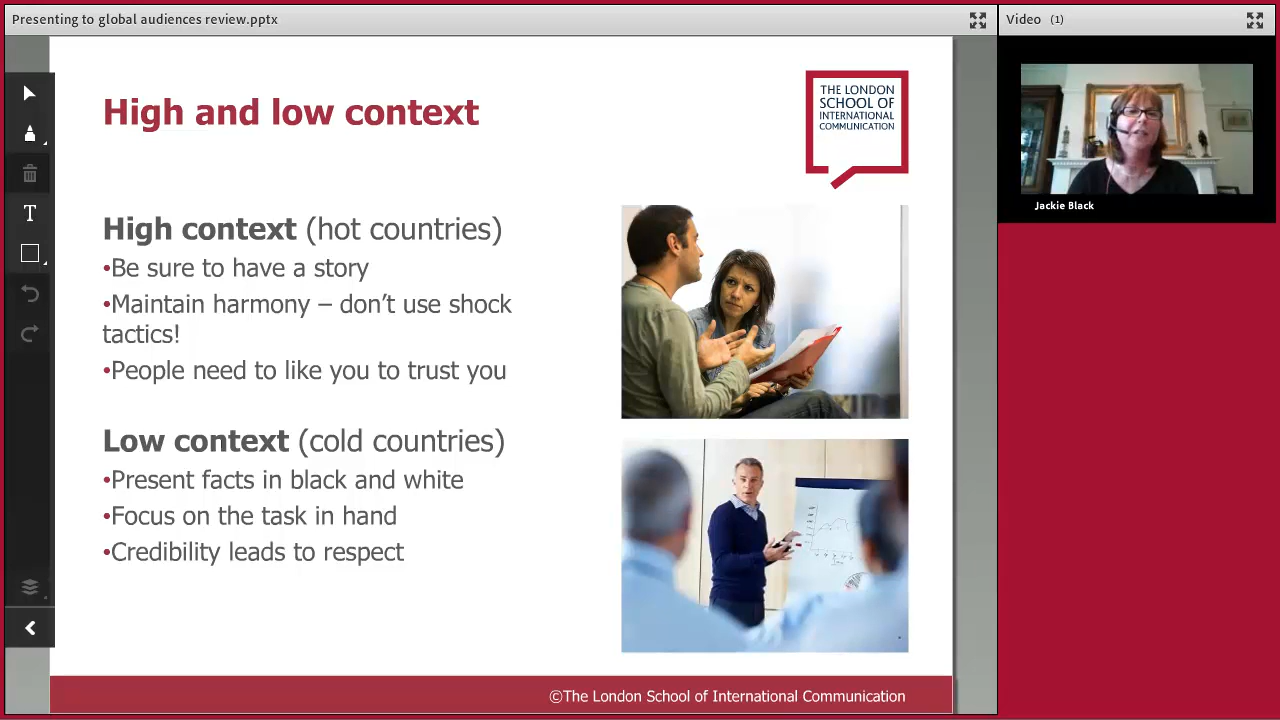 Presenting to global audiences review.pptx
Video (1)
High and low context
THE LONDON
SCHOOL OF
INTERNATIONAL
COMMUNICATION
Jackie Black
High context (hot countries)
•Be sure to have a story
•Maintain harmony – don’t use shock
tactics!
•People need to like you to trust you
Low context (cold countries)
•Present facts in black and white
•Focus on the task in hand
•Credibility leads to respect
©The London School of International Communication